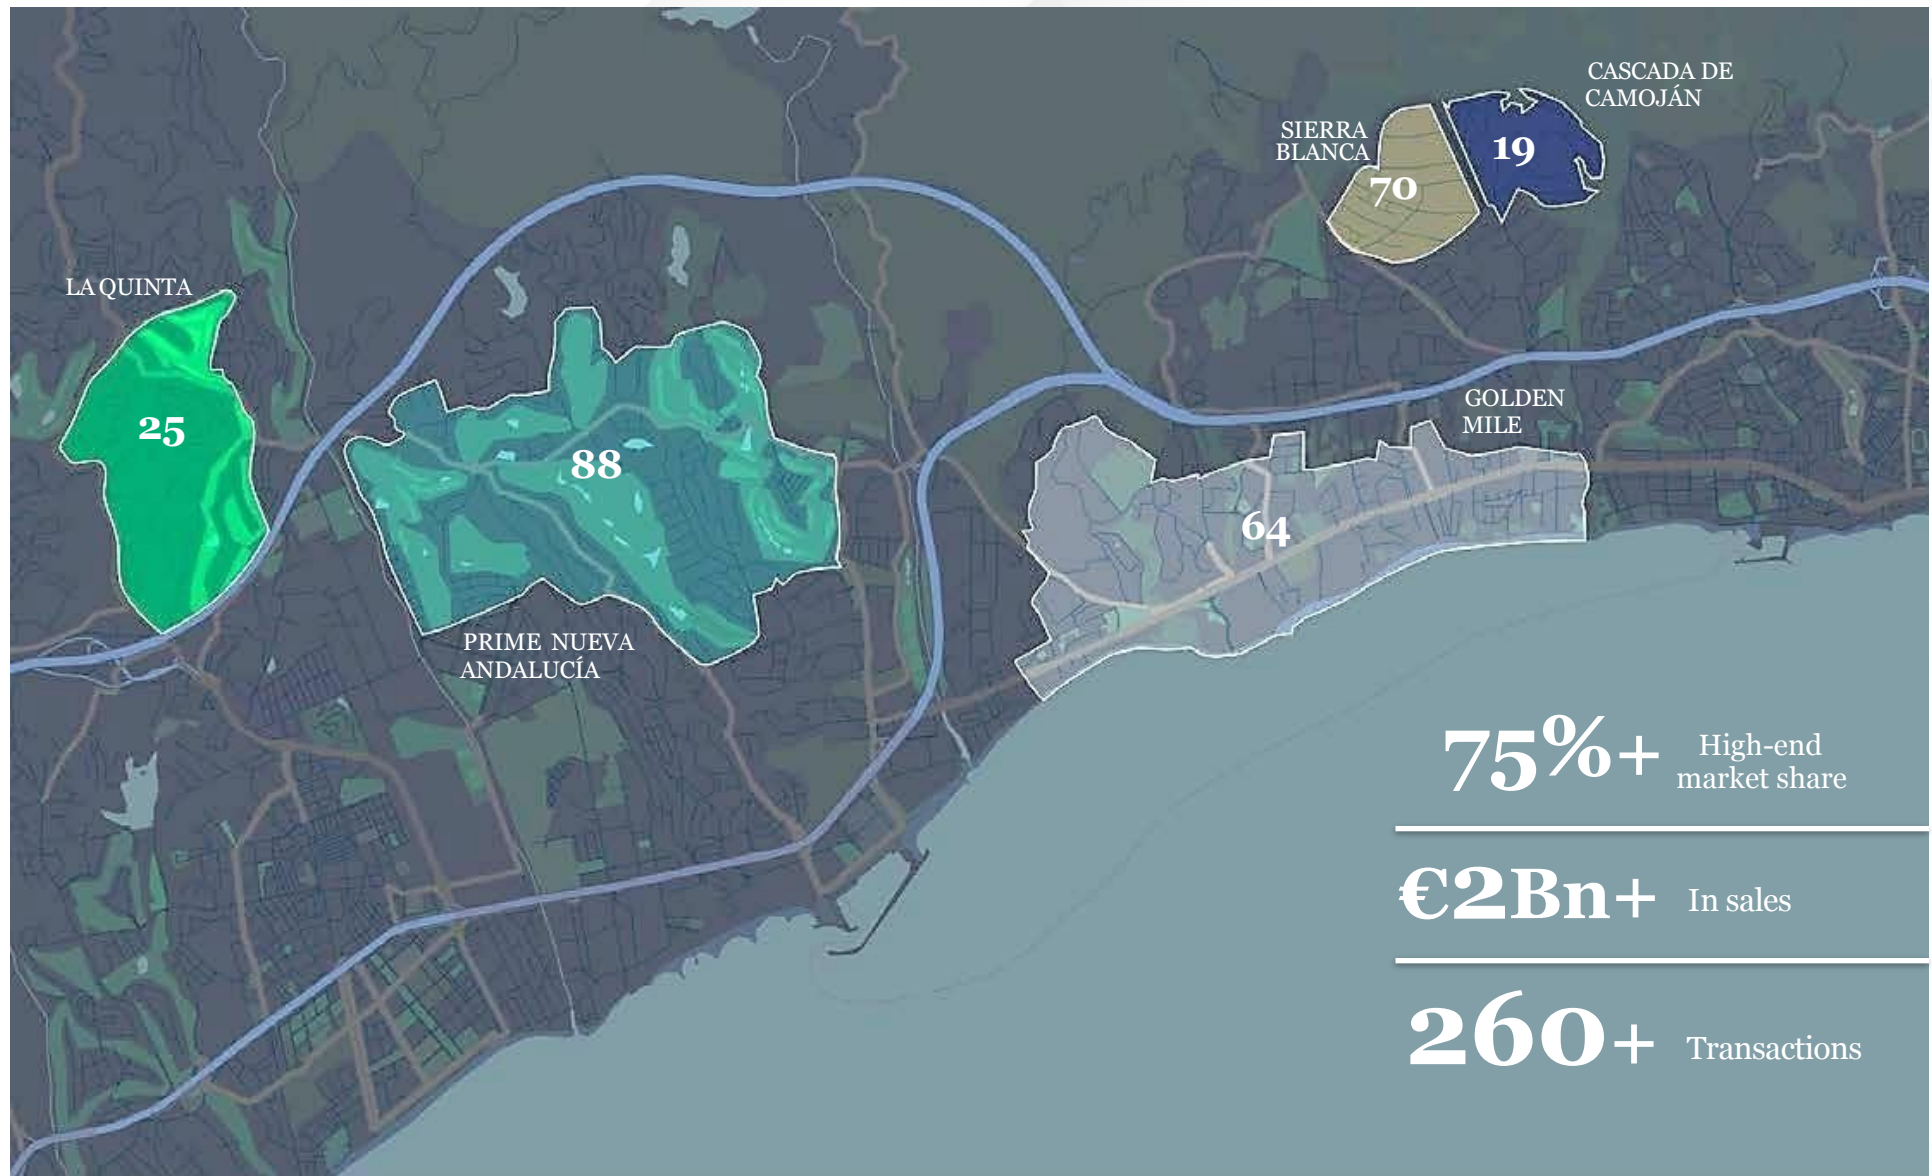 CASCADA DE
CAMOJÁN
SIERRA
BLANCA
19
70
LA QUINTA
25
88
PRIME NUEVA
ANDALUCÍA
GOLDEN
MILE
64
75%+ High-end
market share
€2Bn+ In sales
260+ Transactions